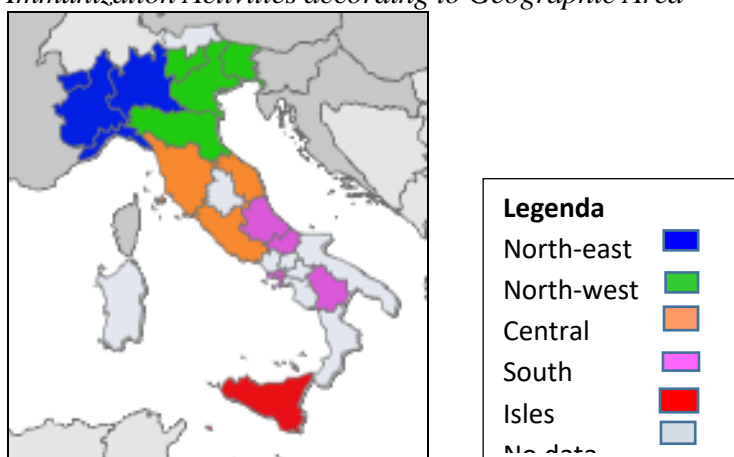 Immunization Activities according to Geographic Area
Legenda
North-east
North-west
Central
South
Isles
No data